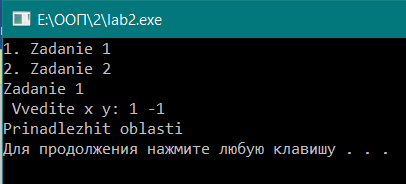 E:\ООП\2\lab2.exe
1. Zadanie 1
2. Zadanie 2
Zadanie 1
Vvedite x y: 1 -1
Prinadlezhit oblasti
Для продолжения нажмите любую клавишу . . .